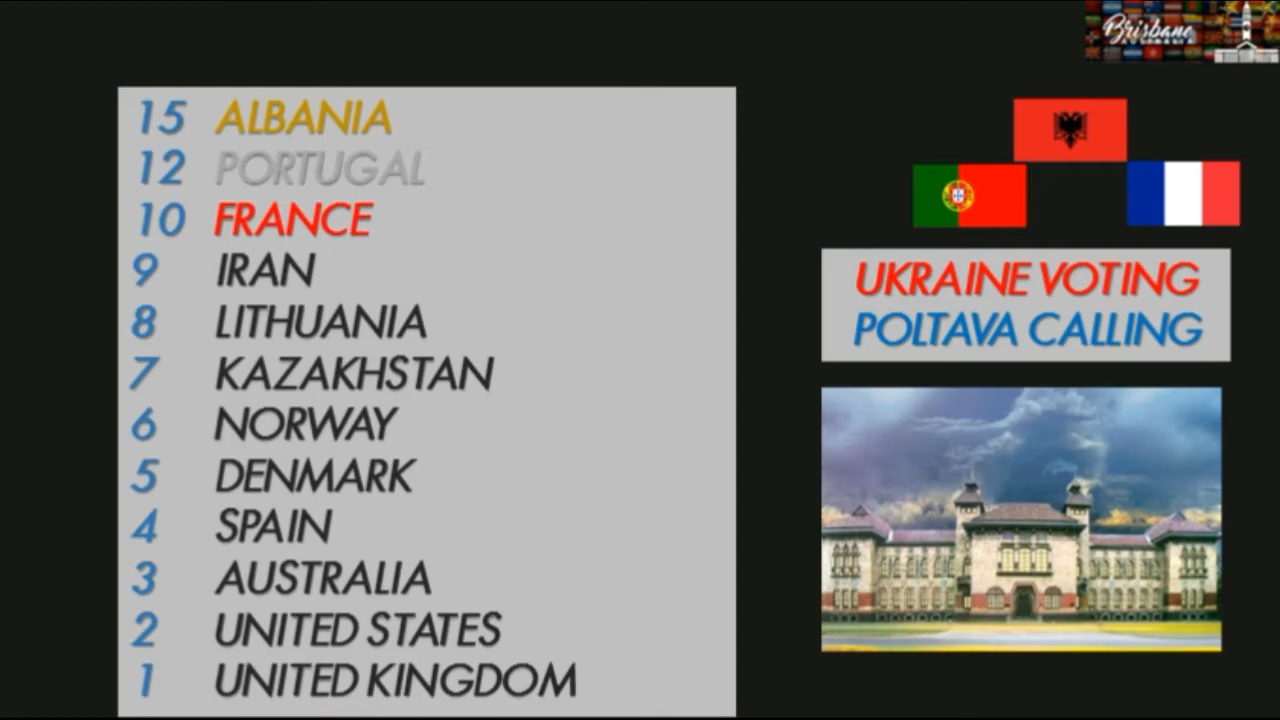 Brisbane
AUSTRALIA
15 ALBANIA
12 PORTUGAL
10 FRANCE
9 IRAN
8 LITHUANIA
7 KAZAKHSTAN
6 NORWAY
5 DENMARK
4 SPAIN
3 AUSTRALIA
2 UNITED STATES
1 UNITED KINGDOM
UKRAINE VOTING
POLTAVA CALLING